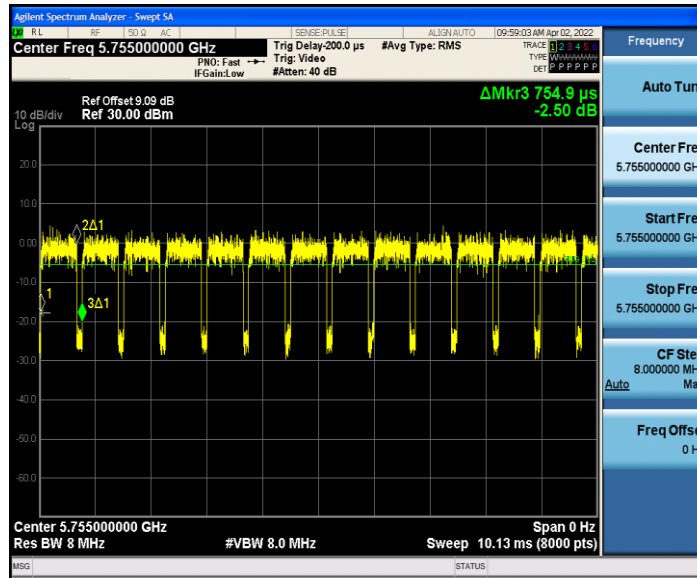 Agilent Spectrum Analyzer - Swept SA
RL RF 50 Ω AC SENSE:PULSE ALIGN AUTO 09:59:03 AM Apr 02, 2022
Center Freq 5.755000000 GHz
PNO: Fast
IFGain:Low
Trig Delay-200.0 µs
Trig: Video
#Atten: 40 dB
#Avg Type: RMS
TRACE 1 2 3 4 5 6
TYPE W
DET P P P P P P
Ref Offset 9.09 dB
Ref 30.00 dBm
10 dB/div
Log
ΔMkr3 754.9 µs
-2.50 dB
20.0
10.0
0.00
-10.0
-20.0
-30.0
-40.0
-50.0
-60.0
2Δ1
1
3Δ1
Center 5.755000000 GHz
Res BW 8 MHz
#VBW 8.0 MHz
Span 0 Hz
Sweep 10.13 ms (8000 pts)
MSG STATUS
Frequency
Auto Tun
Center Fre
5.755000000 GH
Start Fre
5.755000000 GH
Stop Fre
5.755000000 GH
CF Ste
8.000000 MH
Auto Ma
Freq Offse
0 H